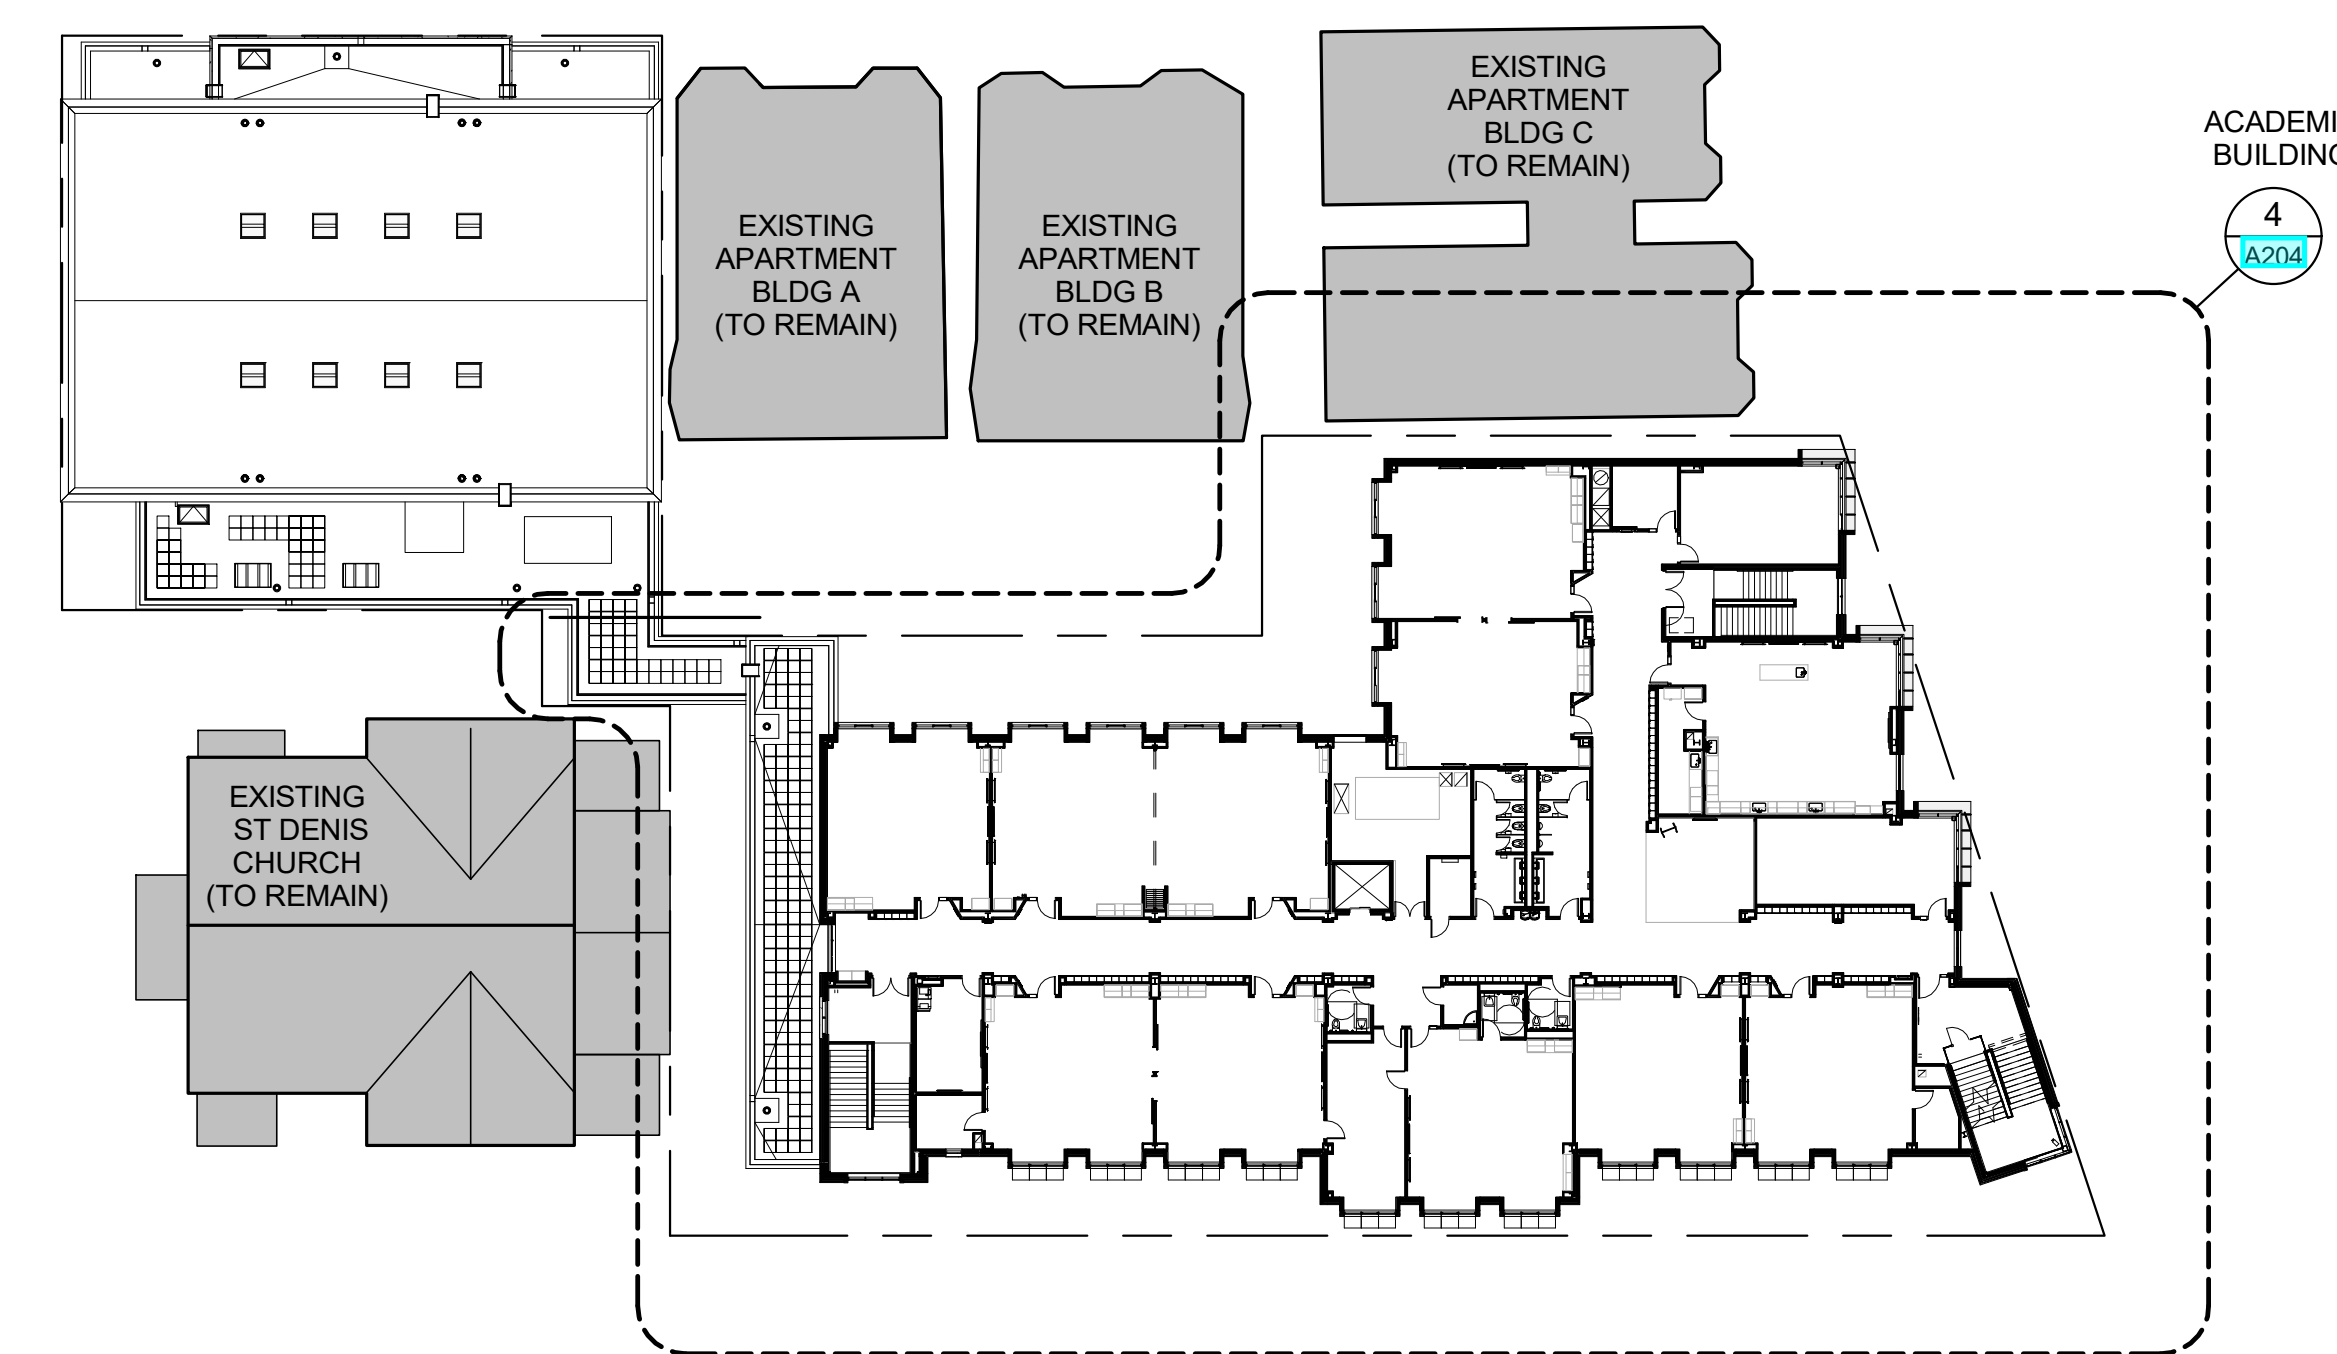 EXISTING
APARTMENT
BLDG C
(TO REMAIN)
ACADEMI
BUILDING
4
A204
EXISTING
APARTMENT
BLDG A
(TO REMAIN)
EXISTING
APARTMENT
BLDG B
(TO REMAIN)
EXISTING
ST DENIS
CHURCH
(TO REMAIN)